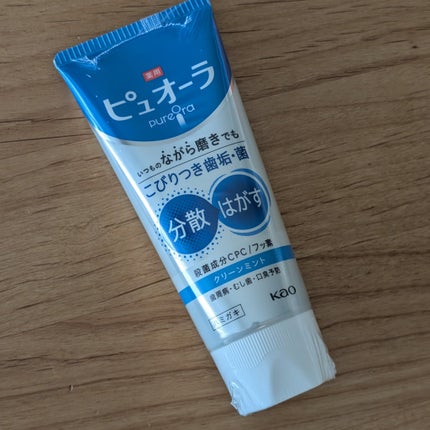 薬用
ピュオーラ
PureOra
いつものながら磨きでも
こびりつき歯垢・菌
分散 はがす
殺菌成分CPC/フッ素
クリーンミント
歯周病・むし歯・口臭予防
Kao
ハミガキ